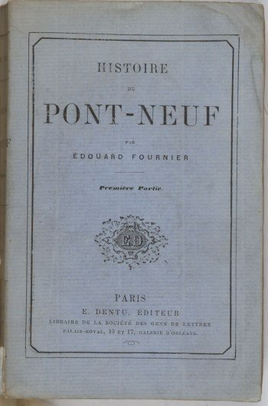 HISTOIRE
DU
PONT-NEUF
PAR
ÉDOUARD FOURNIER
Première Partie
ED
PARIS
E. DENTU, ÉDITEUR
LIBRAIRE DE LA SOCIÉTÉ DES GENS DE LETTRES
PALAIS-ROYAL, 13 ET 17, GALERIE D'ORLÉANS.